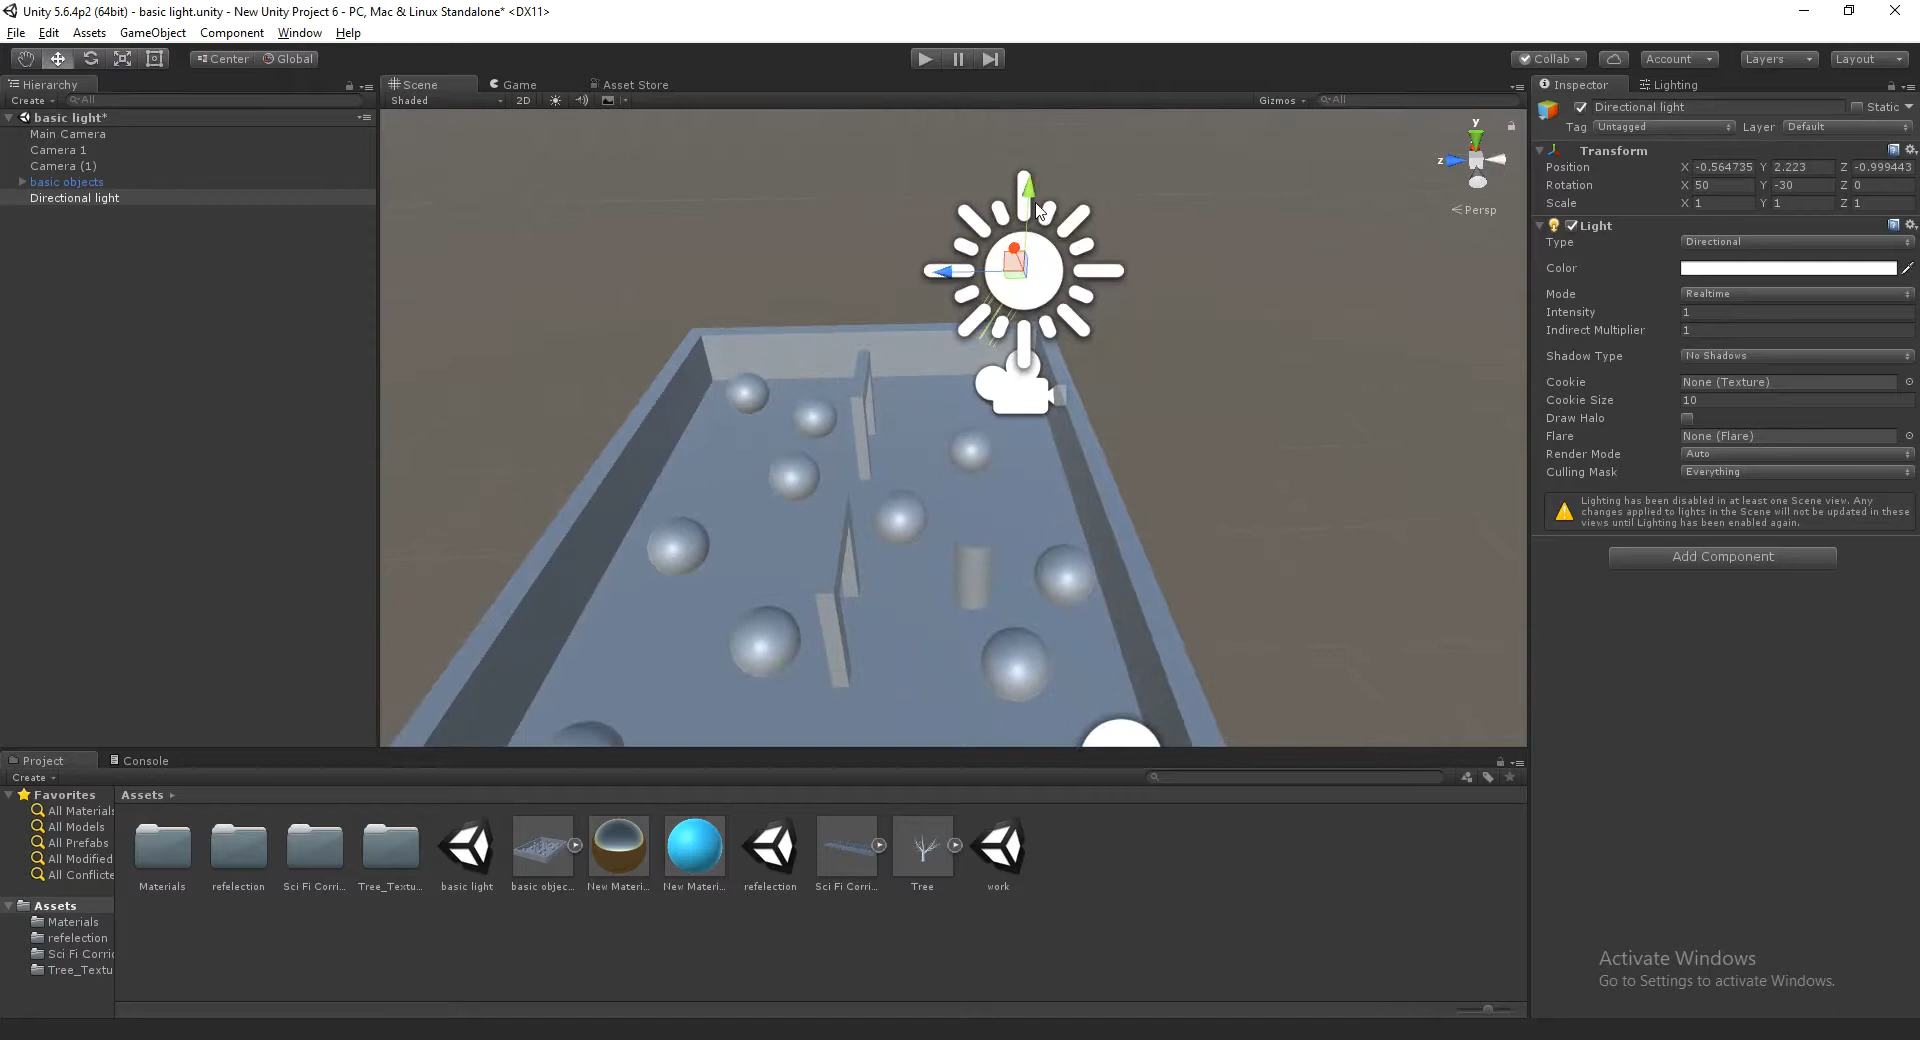 Unity 5.6.4p2 (64bit) - basic light.unity - New Unity Project 6 - PC, Mac & Linux Standalone* <DX11>
File Edit Assets GameObject Component Window Help
Center Global Collab Account Layers Layout
Hierarchy Scene Game Asset Store Inspector Lighting
Create All Shaded 2D Gizmos All
Directional light Static
basic light*
Tag Untagged Layer Default
Main Camera
Camera 1
Camera (1)
basic objects
Directional light
y
z
Persp
Transform
Position X -0.564735 Y 2.223 Z -0.999443
Rotation X 50 Y -30 Z 0
Scale X 1 Y 1 Z 1
Light
Type Directional
Color
Mode Realtime
Intensity 1
Indirect Multiplier 1
Shadow Type No Shadows
Cookie None (Texture)
Cookie Size 10
Draw Halo
Flare None (Flare)
Render Mode Auto
Culling Mask Everything
Lighting has been disabled in at least one Scene view. Any
changes applied to lights in the Scene will not be updated in these
views until Lighting has been enabled again.
Add Component
Project Console
Create
Favorites
All Materials
All Models
All Prefabs
All Modified
All Conflicte
Assets
Materials
refelection
Sci Fi Corri
Tree_Textu
Assets
Materials refelection Sci Fi Corri... Tree_Textu... basic light basic objec... New Materi... New Materi... refelection Sci Fi Corri... Tree work
Activate Windows
Go to Settings to activate Windows.